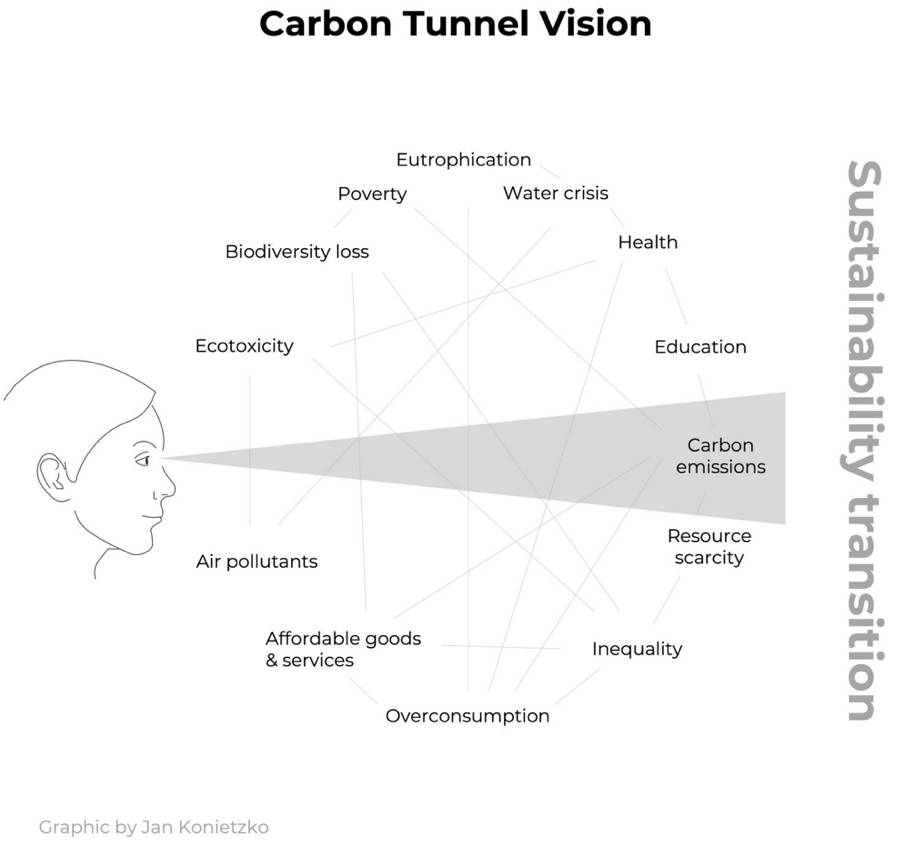 Carbon Tunnel Vision
Eutrophication
Poverty
Water crisis
Health
Biodiversity loss
Ecotoxicity
Education
Carbon
emissions
Resource
scarcity
Air pollutants
Affordable goods
& services
Inequality
Overconsumption
Sustainability transition
Graphic by Jan Konietzko